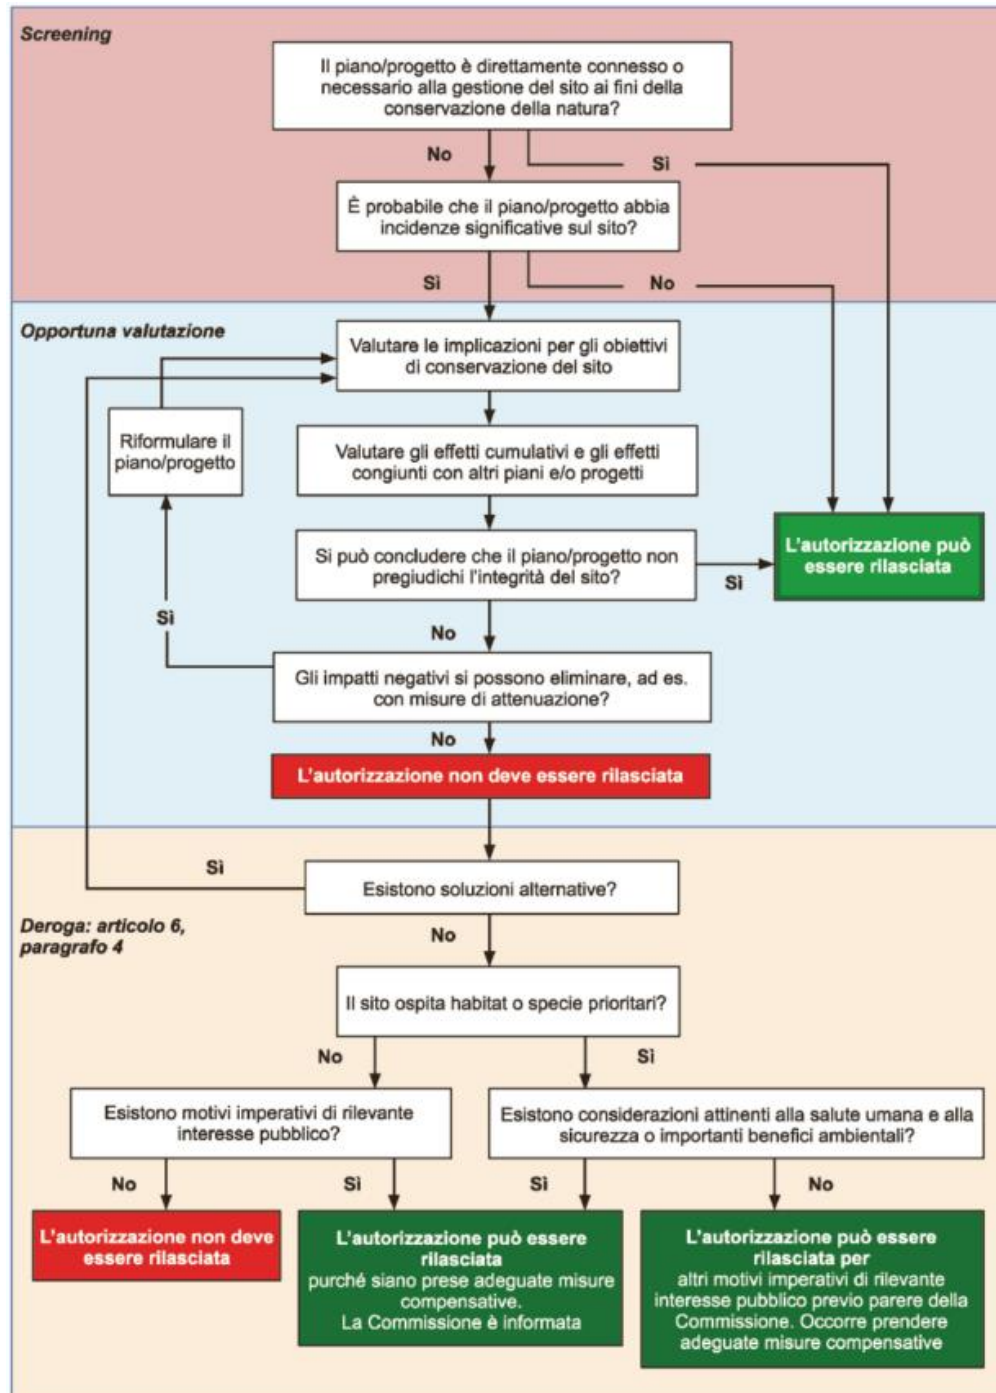 Screening
Il piano/progetto è direttamente connesso o
necessario alla gestione del sito ai fini della
conservazione della natura?
No
Sì
È probabile che il piano/progetto abbia
incidenze significative sul sito?
Sì
No
Opportuna valutazione
Valutare le implicazioni per gli obiettivi
di conservazione del sito
Riformulare il
piano/progetto
Valutare gli effetti cumulativi e gli effetti
congiunti con altri piani e/o progetti
L'autorizzazione può
essere rilasciata
Si può concludere che il piano/progetto non
pregiudichi l'integrità del sito?
Sì
Sì
No
Gli impatti negativi si possono eliminare, ad es.
con misure di attenuazione?
No
L'autorizzazione non deve essere rilasciata
Sì
Esistono soluzioni alternative?
Deroga: articolo 6,
paragrafo 4
No
Il sito ospita habitat o specie prioritari?
No
Sì
Esistono motivi imperativi di rilevante
interesse pubblico?
Esistono considerazioni attinenti alla salute umana e alla
sicurezza o importanti benefici ambientali?
No
Sì
Sì
No
L'autorizzazione non deve
essere rilasciata
L'autorizzazione può essere
rilasciata
purché siano prese adeguate misure
compensative.
La Commissione è informata
L'autorizzazione può essere
rilasciata per
altri motivi imperativi di rilevante
interesse pubblico previo parere della
Commissione. Occorre prendere
adeguate misure compensative